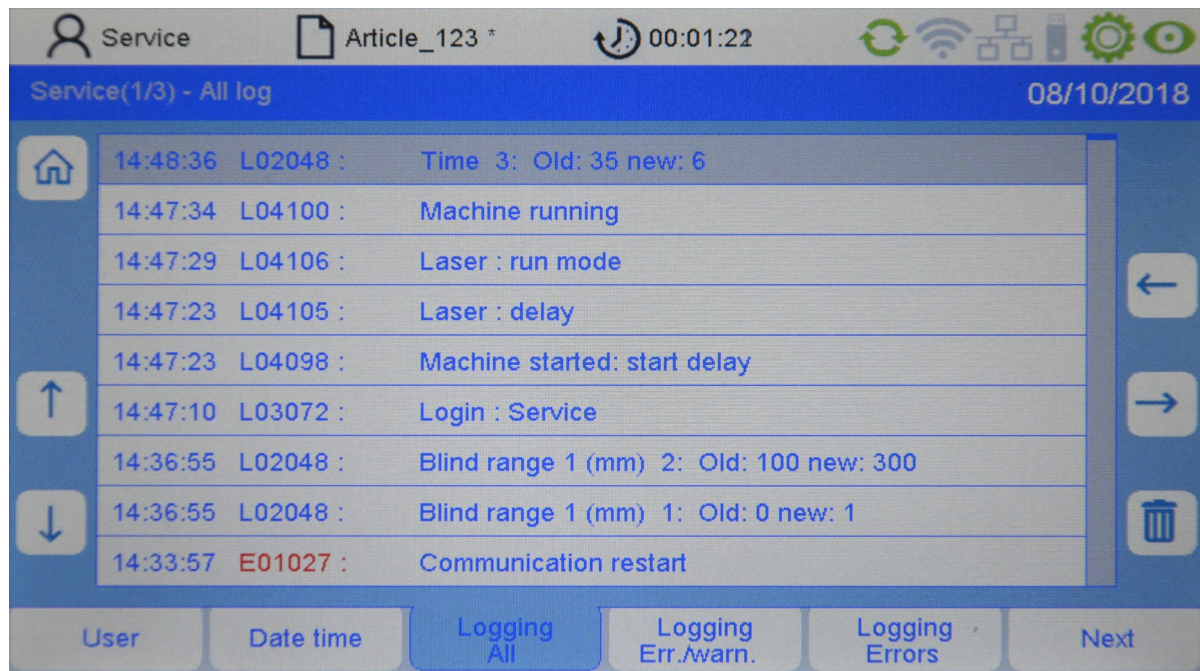 Service Article_123 * 00:01:22
Service(1/3) - All log 08/10/2018
14:48:36 L02048 : Time 3: Old: 35 new: 6
14:47:34 L04100 : Machine running
14:47:29 L04106 : Laser : run mode
14:47:23 L04105 : Laser : delay
14:47:23 L04098 : Machine started: start delay
14:47:10 L03072 : Login : Service
14:36:55 L02048 : Blind range 1 (mm) 2: Old: 100 new: 300
14:36:55 L02048 : Blind range 1 (mm) 1: Old: 0 new: 1
14:33:57 E01027 : Communication restart
User Date time Logging All Logging Err./warn. Logging Errors Next